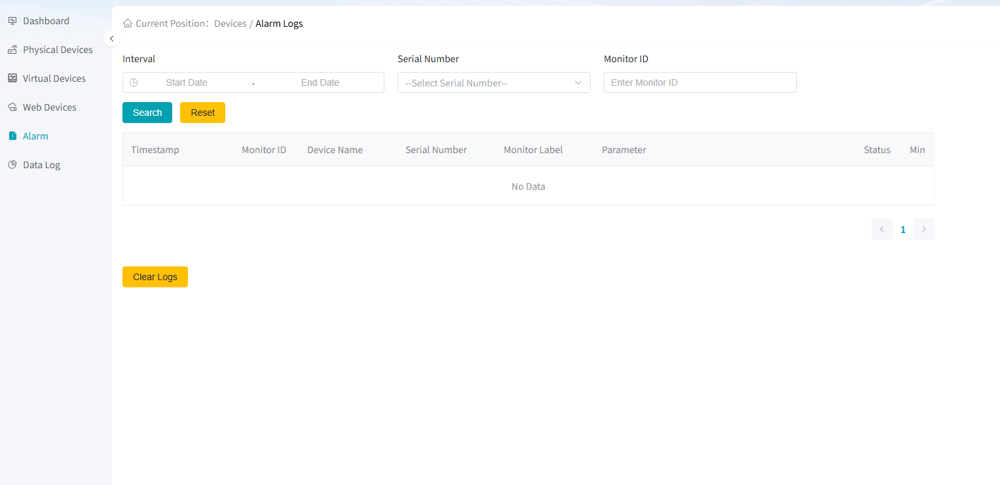 Dashboard
Physical Devices
Virtual Devices
Web Devices
Alarm
Data Log
Current Position： Devices / Alarm Logs
Interval
Start Date - End Date
Serial Number
--Select Serial Number--
Monitor ID
Enter Monitor ID
Search Reset
Timestamp Monitor ID Device Name Serial Number Monitor Label Parameter Status Min
No Data
1
Clear Logs